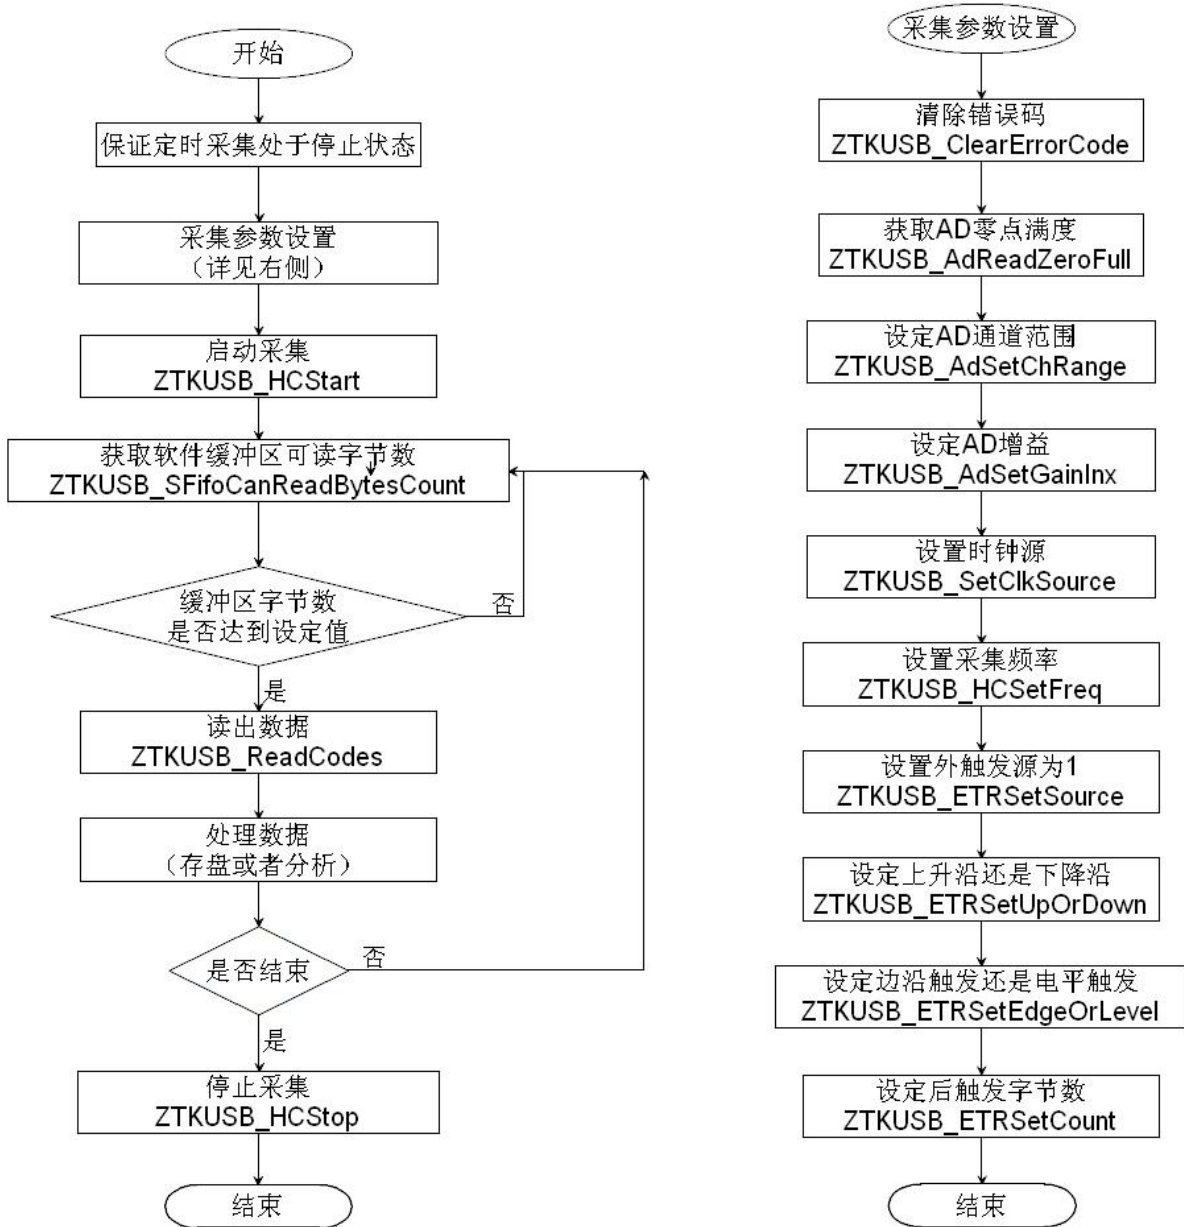 开始
保证定时采集处于停止状态
采集参数设置
（详见右侧）
启动采集
ZTKUSB_HCStart
获取软件缓冲区可读字节数
ZTKUSB_SFifoCanReadBytesCount
缓冲区字节数
是否达到设定值
否
是
读出数据
ZTKUSB_ReadCodes
处理数据
（存盘或者分析）
是否结束
否
是
停止采集
ZTKUSB_HCStop
结束
采集参数设置
清除错误码
ZTKUSB_ClearErrorCode
获取AD零点满度
ZTKUSB_AdReadZeroFull
设定AD通道范围
ZTKUSB_AdSetChRange
设定AD增益
ZTKUSB_AdSetGainInx
设置时钟源
ZTKUSB_SetClkSource
设置采集频率
ZTKUSB_HCSetFreq
设置外触发源为1
ZTKUSB_ETRSetSource
设定上升沿还是下降沿
ZTKUSB_ETRSetUpOrDown
设定边沿触发还是电平触发
ZTKUSB_ETRSetEdgeOrLevel
设定后触发字节数
ZTKUSB_ETRSetCount
结束